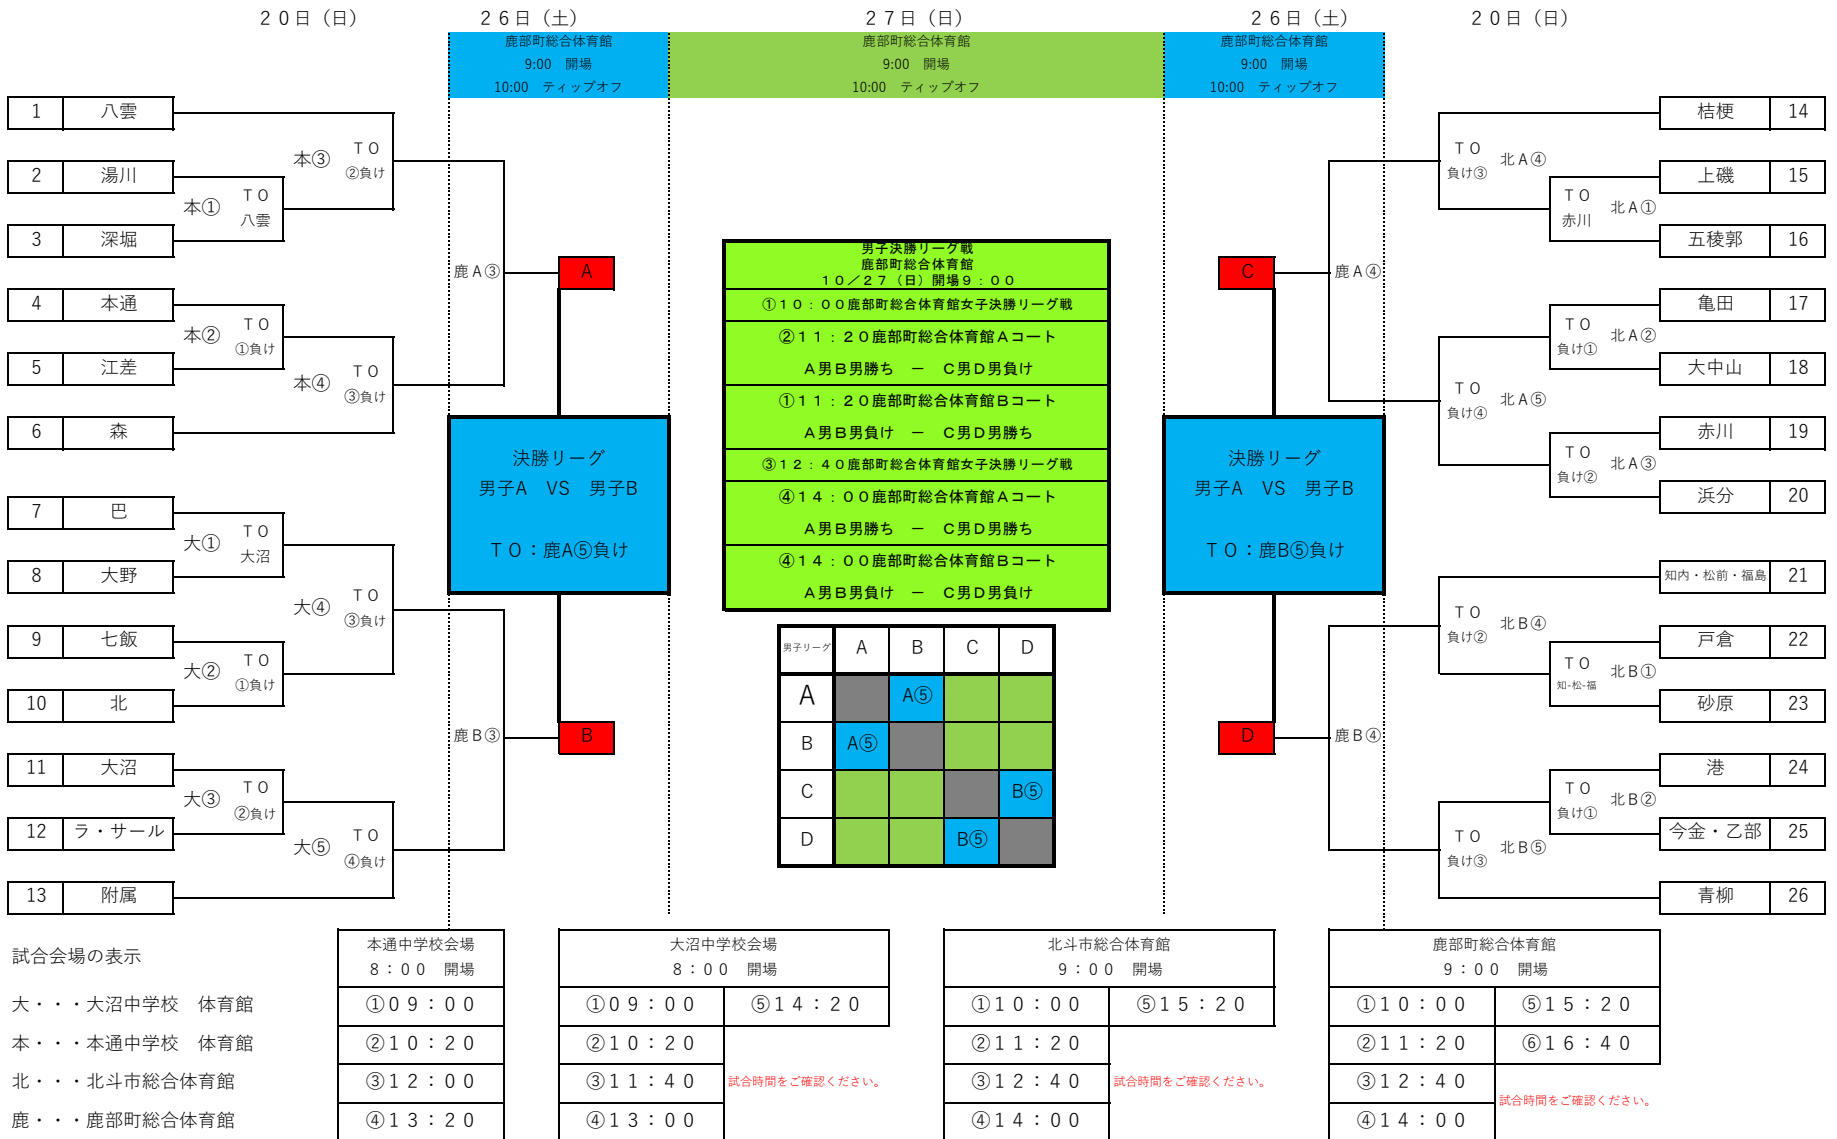 ２０日（日）
２６日（土）
２７日（日）
２６日（土）
２０日（日）
鹿部町総合体育館
9:00　開場
10:00　ティップオフ
鹿部町総合体育館
9:00　開場
10:00　ティップオフ
鹿部町総合体育館
9:00　開場
10:00　ティップオフ
1 八雲
2 湯川
3 深堀
4 本通
5 江差
6 森
7 巴
8 大野
9 七飯
10 北
11 大沼
12 ラ・サール
13 附属
本① ＴＯ
八雲
本③ ＴＯ
②負け
本② ＴＯ
①負け
本④ ＴＯ
③負け
大① ＴＯ
大沼
大④ ＴＯ
③負け
大② ＴＯ
①負け
大③ ＴＯ
②負け
大⑤ ＴＯ
④負け
鹿Ａ③
鹿Ｂ③
A
B
決勝リーグ
男子A　VS　男子B
ＴＯ：鹿A⑤負け
男子決勝リーグ戦
鹿部町総合体育館
１０／２７（日）開場９：００
①１０：００鹿部町総合体育館女子決勝リーグ戦
②１１：２０鹿部町総合体育館Ａコート
Ａ男Ｂ男勝ち　－　Ｃ男Ｄ男負け
①１１：２０鹿部町総合体育館Ｂコート
Ａ男Ｂ男負け　－　Ｃ男Ｄ男勝ち
③１２：４０鹿部町総合体育館女子決勝リーグ戦
④１４：００鹿部町総合体育館Ａコート
Ａ男Ｂ男勝ち　－　Ｃ男Ｄ男勝ち
④１４：００鹿部町総合体育館Ｂコート
Ａ男Ｂ男負け　－　Ｃ男Ｄ男負け
男子リーグ A B C D
A A⑤
B A⑤
C B⑤
D B⑤
C
D
決勝リーグ
男子A　VS　男子B
ＴＯ：鹿B⑤負け
鹿Ａ④
鹿Ｂ④
ＴＯ 北Ａ④
負け③
ＴＯ 北Ａ①
赤川
ＴＯ 北Ａ②
負け①
ＴＯ 北Ａ⑤
負け④
ＴＯ 北Ａ③
負け②
ＴＯ 北Ｂ④
負け②
ＴＯ 北Ｂ①
知-松-福
ＴＯ 北Ｂ②
負け①
ＴＯ 北Ｂ⑤
負け③
桔梗 14
上磯 15
五稜郭 16
亀田 17
大中山 18
赤川 19
浜分 20
知内・松前・福島 21
戸倉 22
砂原 23
港 24
今金・乙部 25
青柳 26
試合会場の表示
大・・・大沼中学校　体育館
本・・・本通中学校　体育館
北・・・北斗市総合体育館
鹿・・・鹿部町総合体育館
本通中学校会場
８：００　開場
①０９：００
②１０：２０
③１２：００
④１３：２０
大沼中学校会場
８：００　開場
①０９：００ ⑤１４：２０
②１０：２０
③１１：４０
④１３：００
試合時間をご確認ください。
北斗市総合体育館
９：００　開場
①１０：００ ⑤１５：２０
②１１：２０
③１２：４０
④１４：００
試合時間をご確認ください。
鹿部町総合体育館
９：００　開場
①１０：００ ⑤１５：２０
②１１：２０ ⑥１６：４０
③１２：４０
④１４：００
試合時間をご確認ください。